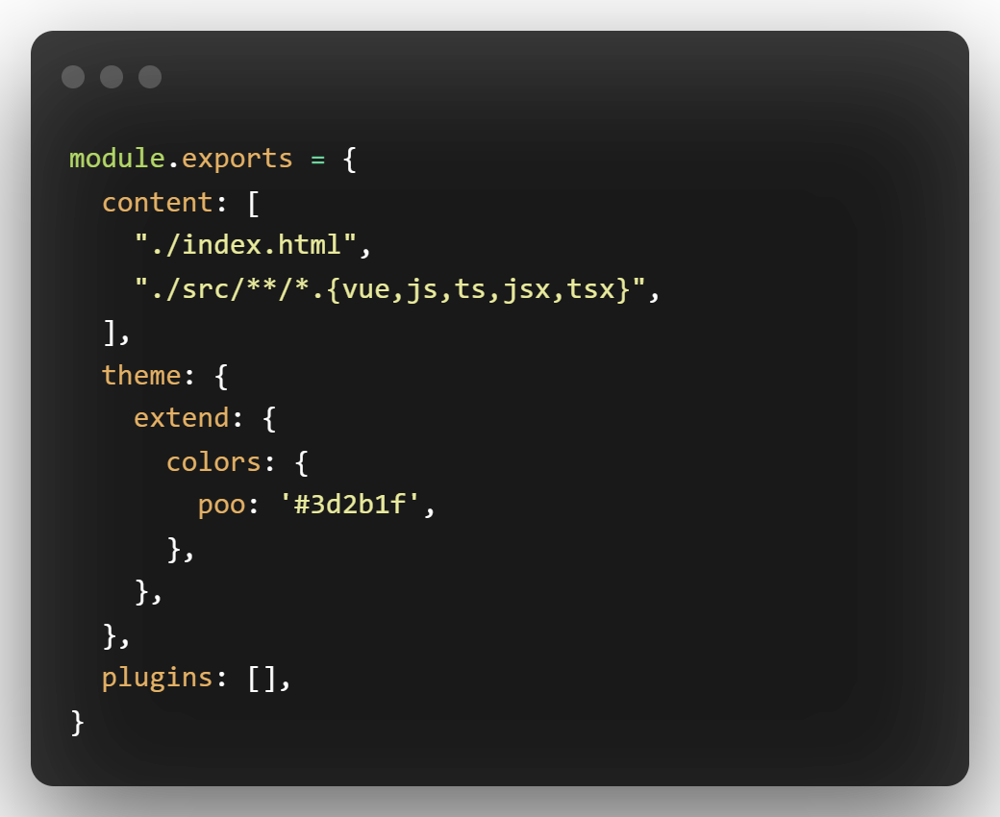 module.exports = {
  content: [
    "./index.html",
    "./src/**/*.{vue,js,ts,jsx,tsx}",
  ],
  theme: {
    extend: {
      colors: {
        poo: '#3d2b1f',
      },
    },
  },
  plugins: [],
}